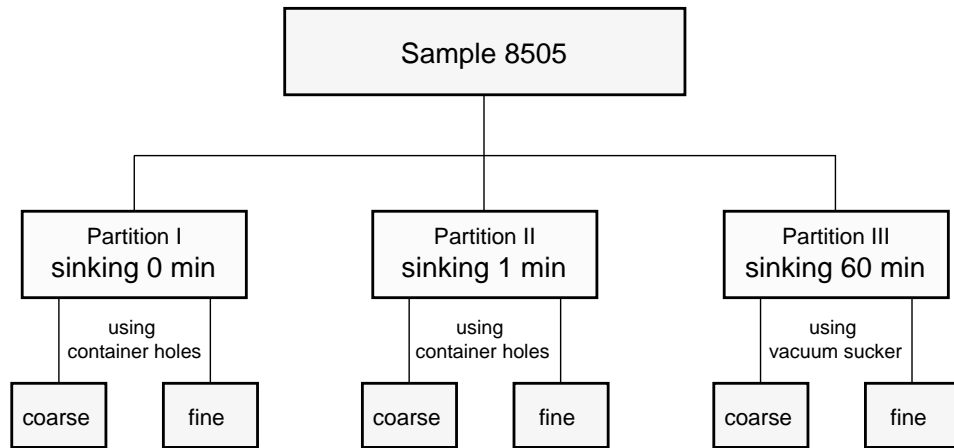 Sample 8505
Partition I
sinking 0 min
Partition II
sinking 1 min
Partition III
sinking 60 min
using
container holes
using
container holes
using
vacuum sucker
coarse
fine
coarse
fine
coarse
fine